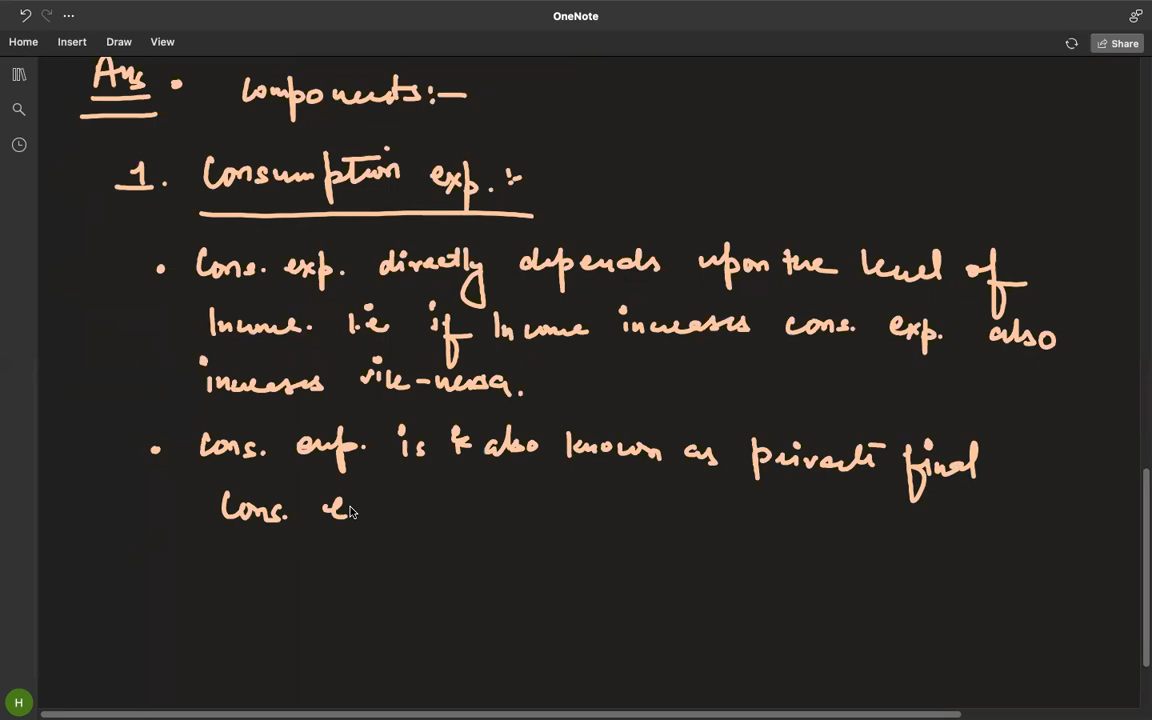 OneNote
Home Insert Draw View Share
Ans • Components:-
1. Consumption exp. :-
• Cons. exp. directly depends upon the level of
Income. I.e if Income increases cons. exp. also
increases vice-versa.
• Cons. exp. is also known as private final
Cons. e
H